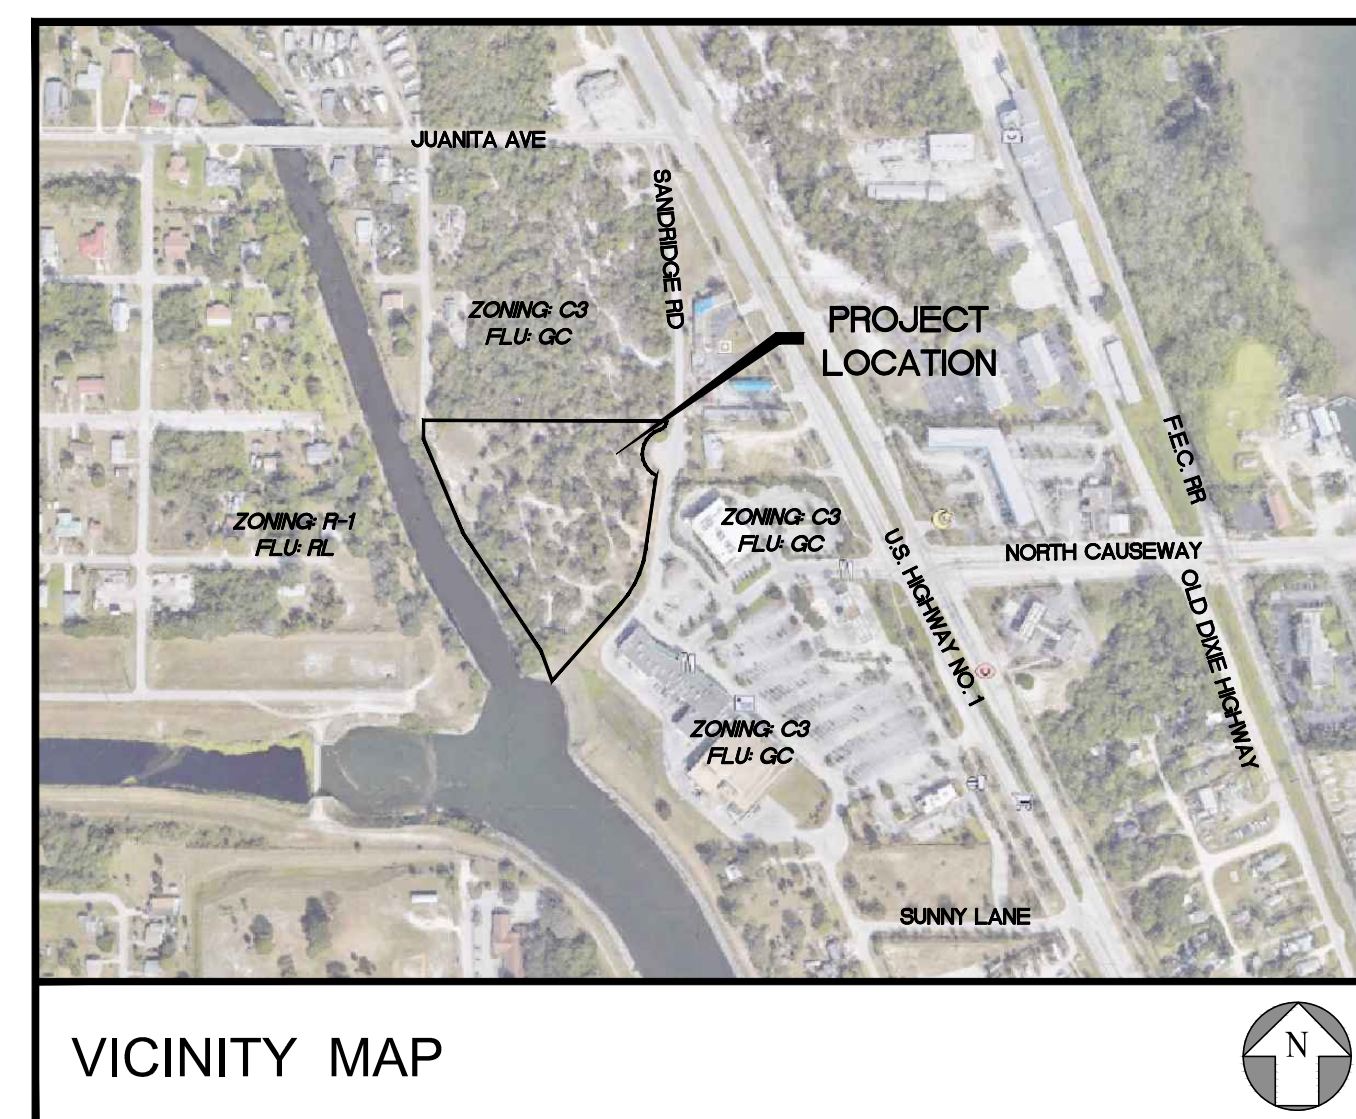 JUANITA AVE
SANDRIDGE RD
ZONING: C3
FLU: GC
PROJECT
LOCATION
F.E.C. RR
ZONING: R-1
FLU: RL
ZONING: C3
FLU: GC
U.S. HIGHWAY NO. 1
NORTH CAUSEWAY
OLD DIXIE HIGHWAY
ZONING: C3
FLU: GC
SUNNY LANE
VICINITY MAP
N